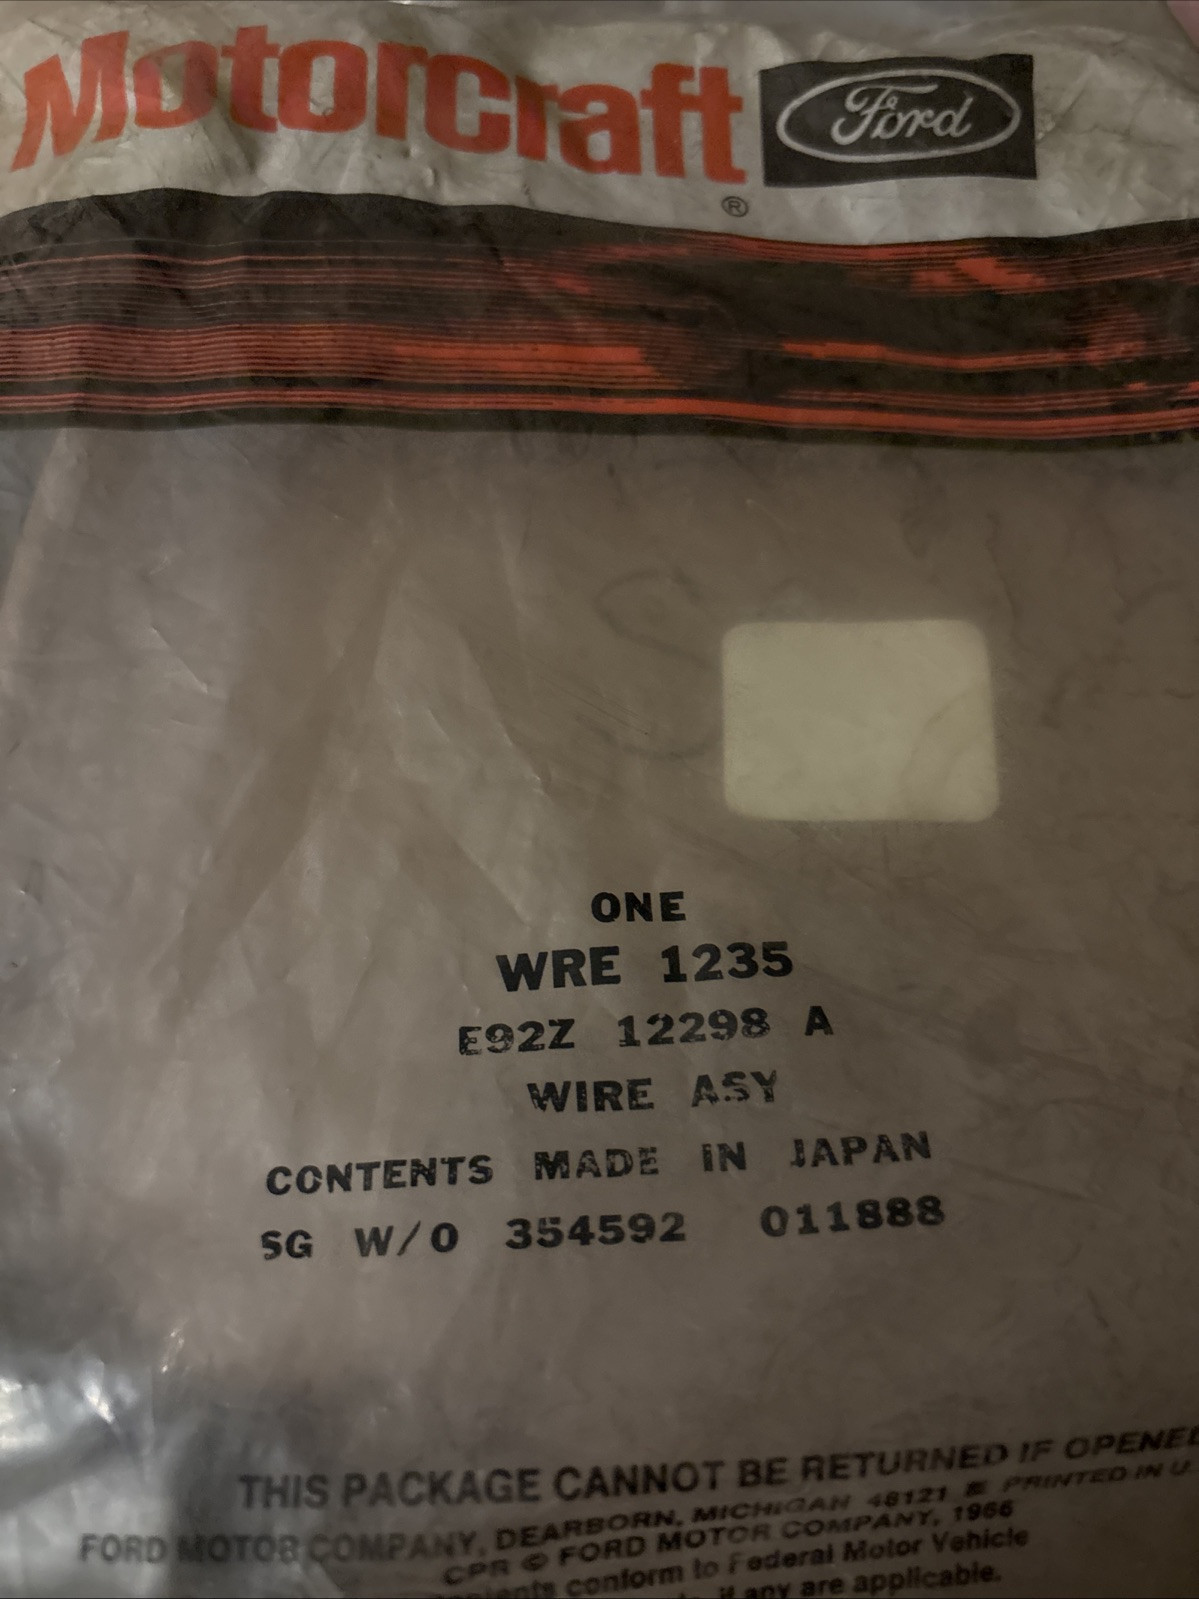 Motorcraft Ford
®
ONE
WRE 1235
E92Z 12298 A
WIRE ASY
CONTENTS MADE IN JAPAN
SG W/O 354592 011888
THIS PACKAGE CANNOT BE RETURNED IF OPENED
FORD MOTOR COMPANY, DEARBORN, MICHIGAN 48121 PRINTED IN U.
CPR © FORD MOTOR COMPANY, 1966
conform to Federal Motor Vehicle
if any are applicable.